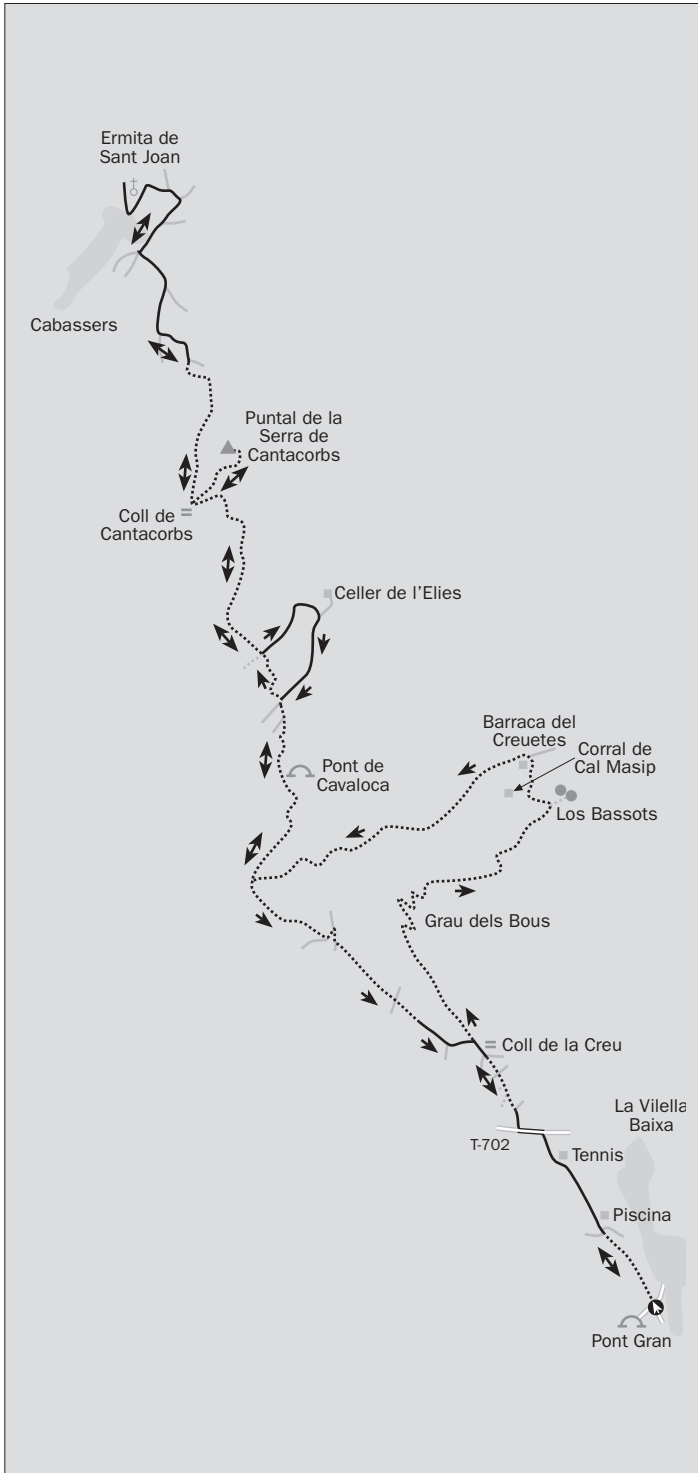 Ermita de
Sant Joan
Cabassers
Puntal de la
Serra de
Cantacorbs
Coll de
Cantacorbs
Celler de l'Elies
Barraca del
Creuetes
Corral de
Cal Masip
Pont de
Cavaloca
Los Bassots
Grau dels Bous
Coll de la Creu
La Vilella
Baixa
T-702
Tennis
Piscina
Pont Gran